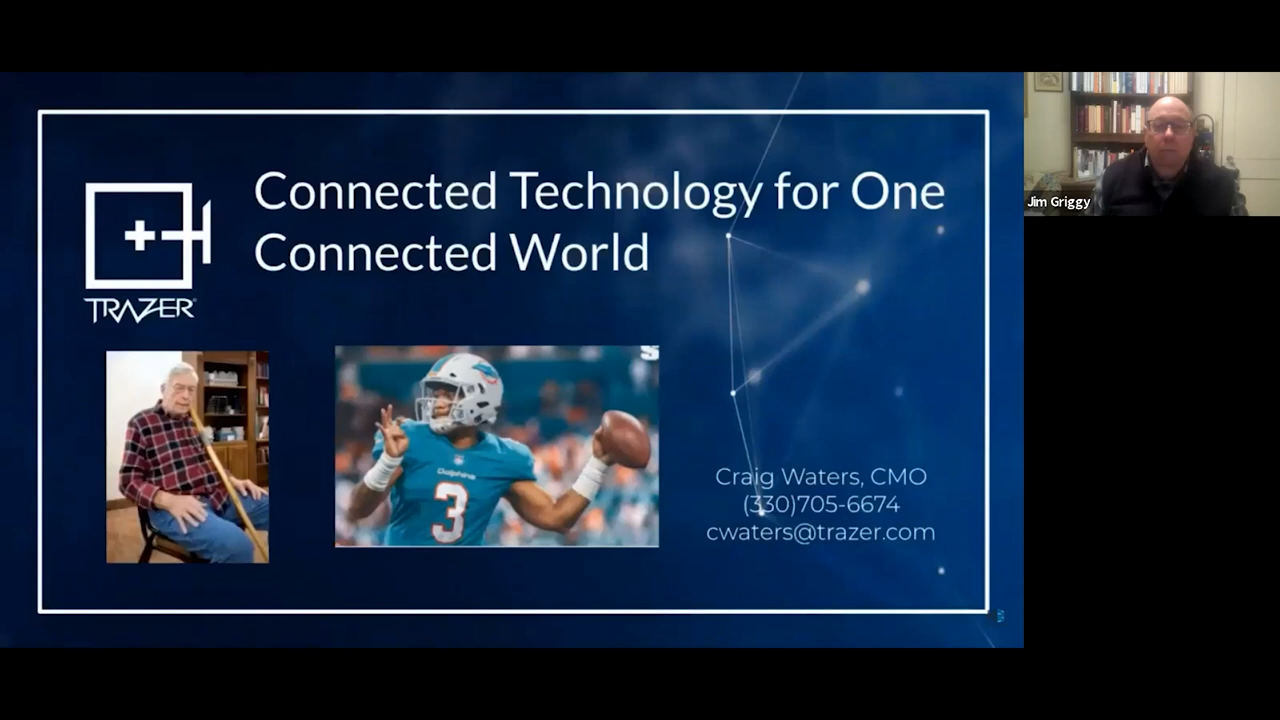 Connected Technology for One
Connected World
TRAZER
Dolphins
3
S
Craig Waters, CMO
(330)705-6674
cwaters@trazer.com
Jim Griggy